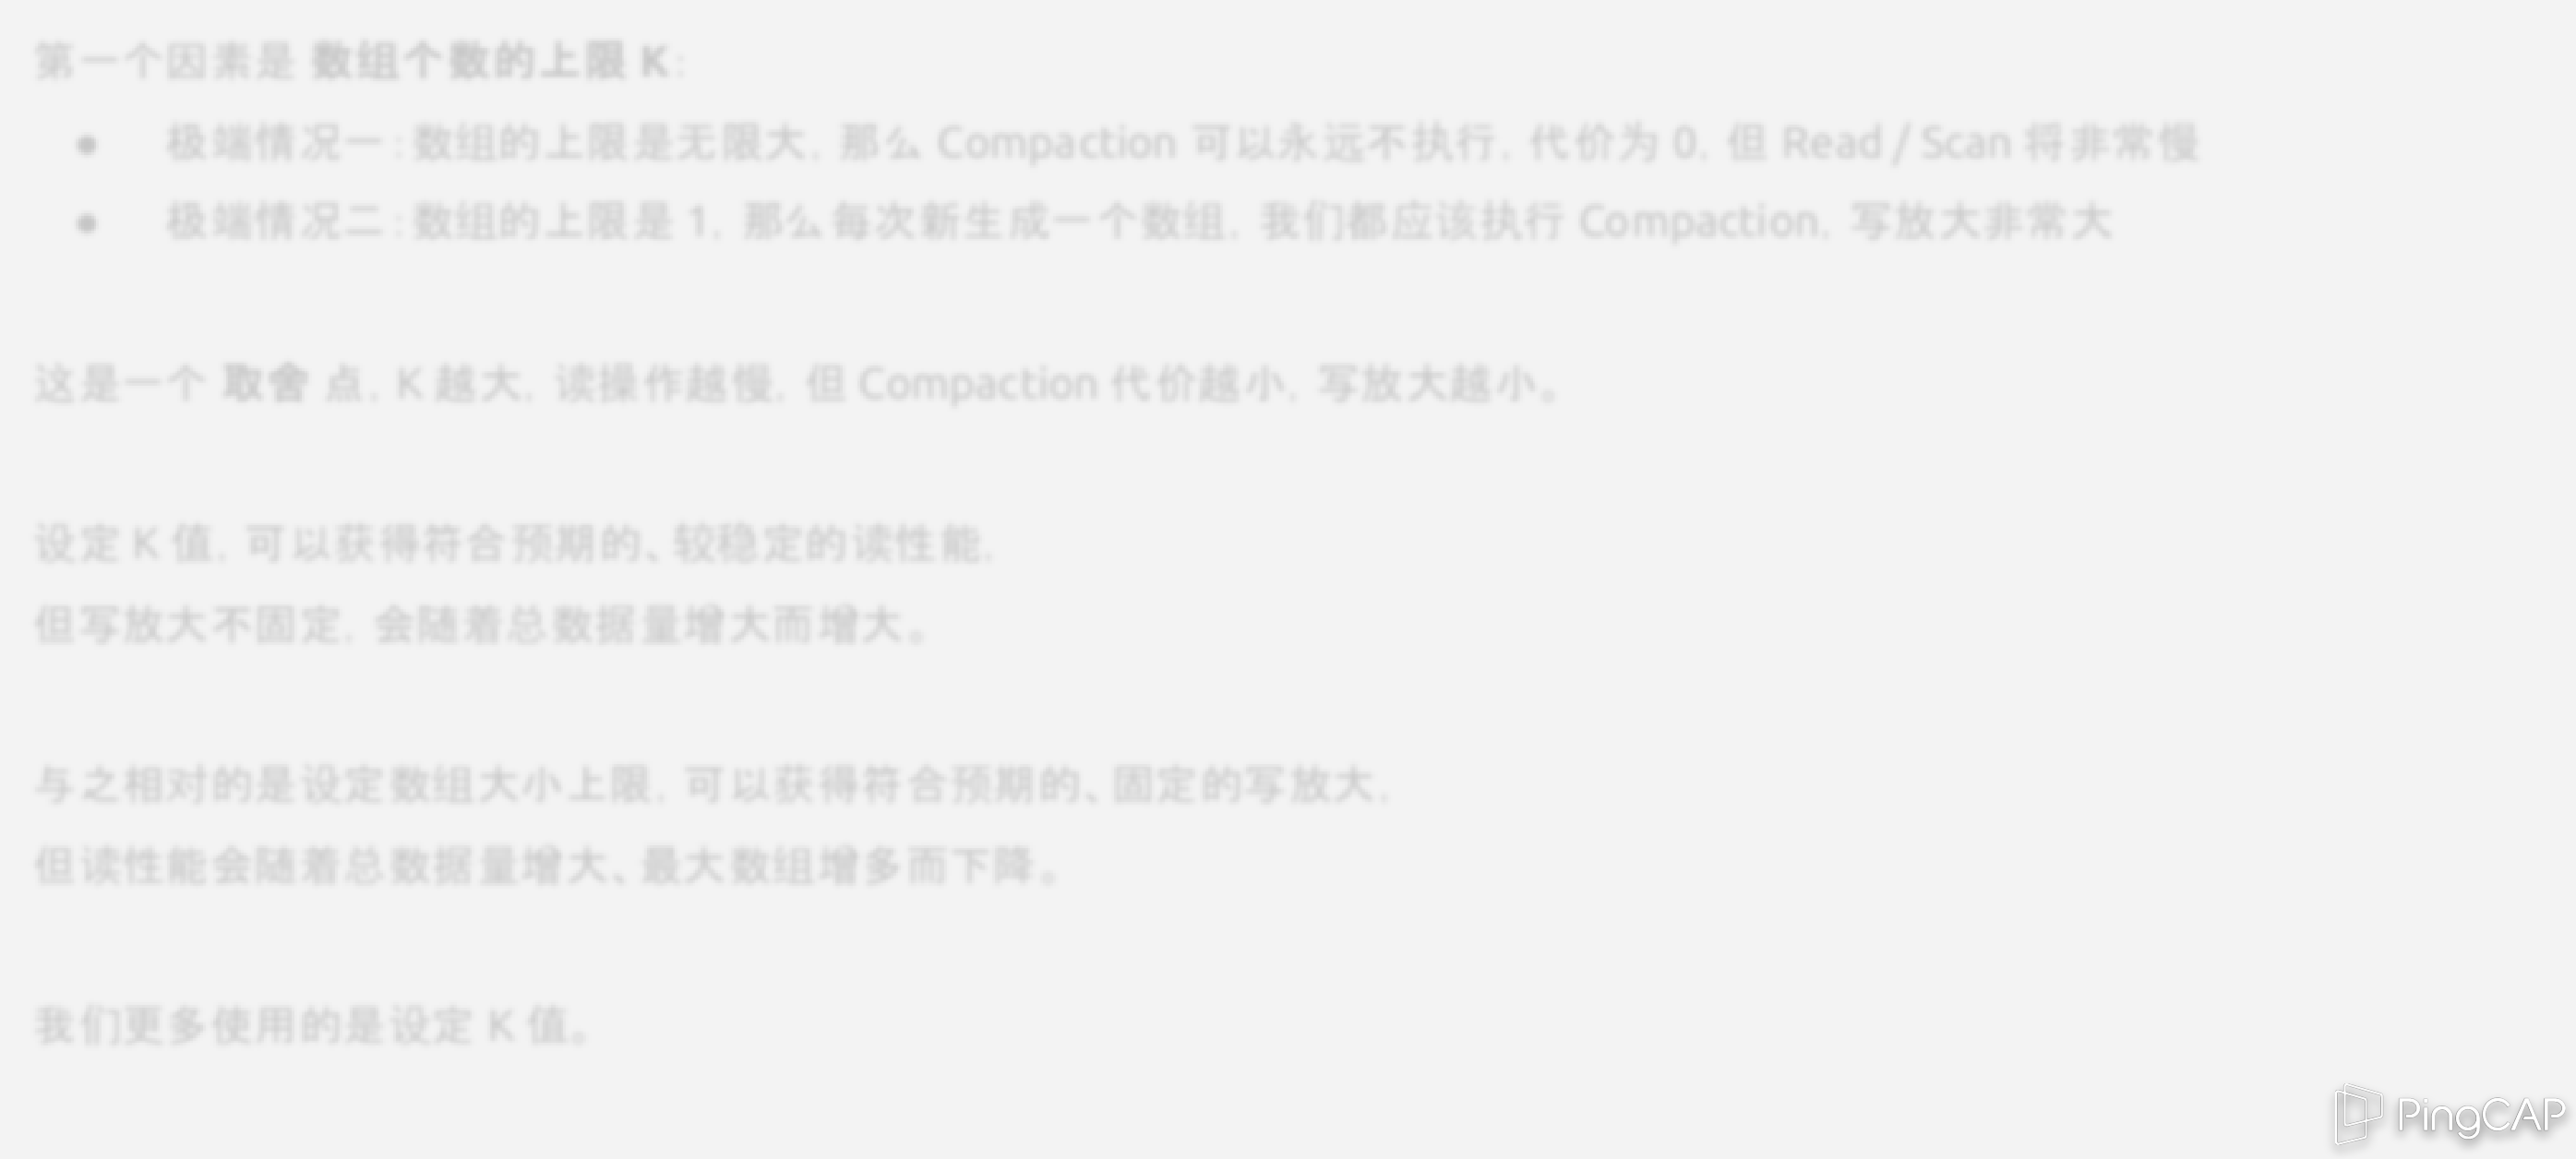 第一个因素是 数组个数的上限 K：
● 极端情况一：数组的上限是无限大，那么 Compaction 可以永远不执行，代价为 0，但 Read / Scan 将非常慢
● 极端情况二：数组的上限是 1，那么每次新生成一个数组，我们都应该执行 Compaction，写放大非常大
这是一个 取舍 点，K 越大，读操作越慢，但 Compaction 代价越小，写放大越小。
设定 K 值，可以获得符合预期的、较稳定的读性能，
但写放大不固定，会随着总数据量增大而增大。
与之相对的是设定数组大小上限，可以获得符合预期的、固定的写放大，
但读性能会随着总数据量增大、最大数组增多而下降。
我们更多使用的是设定 K 值。
PingCAP